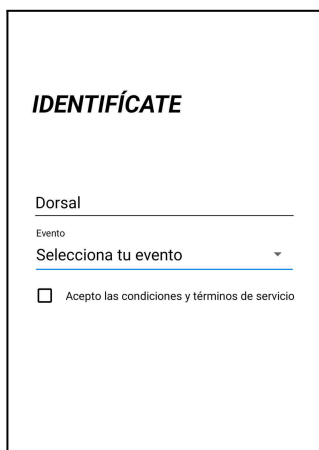 IDENTIFÍCATE
Dorsal
Evento
Selecciona tu evento
Acepto las condiciones y términos de servicio